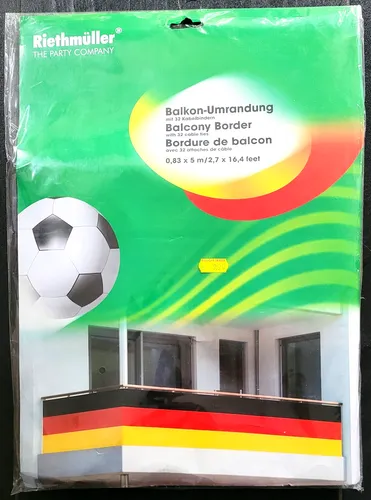 Riethmüller®
THE PARTY COMPANY
Balkon-Umrandung
mit 32 Kabelbindern
Balcony Border
with 32 cable ties
Bordure de balcon
avec 32 attaches de câble
0,83 x 5 m/2,7 x 16,4 feet